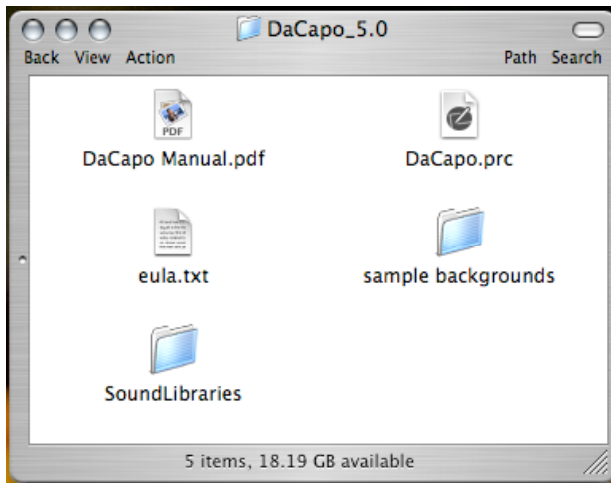 DaCapo_5.0
Back View Action Path Search
PDF
DaCapo Manual.pdf DaCapo.prc
eula.txt sample backgrounds
SoundLibraries
5 items, 18.19 GB available